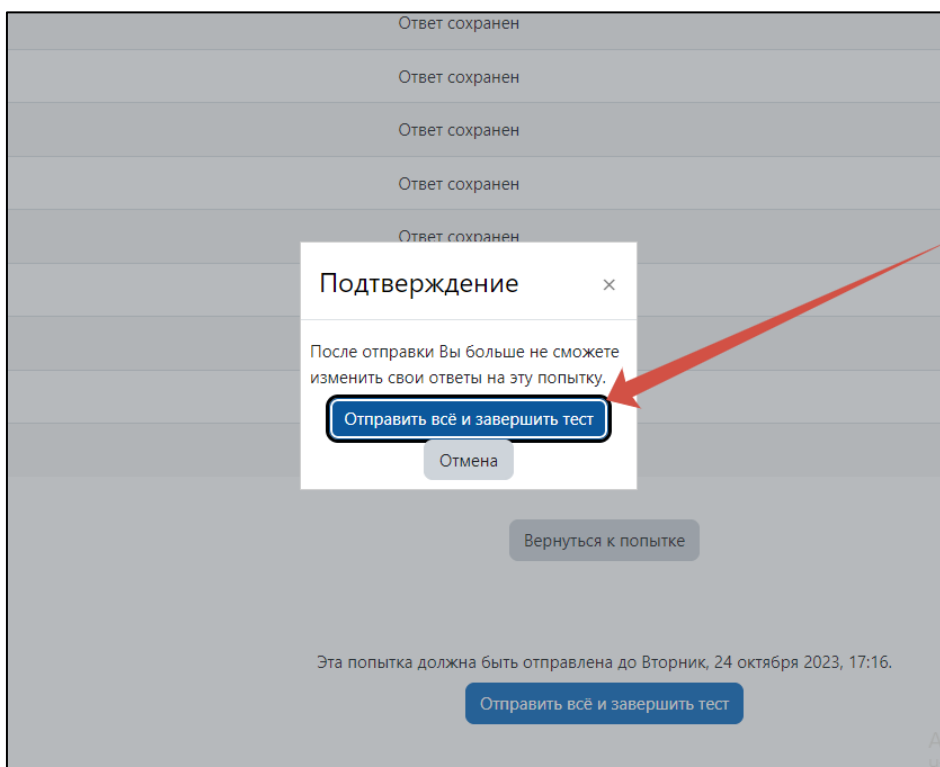 Ответ сохранен
Ответ сохранен
Ответ сохранен
Ответ сохранен
Ответ сохранен
Подтверждение ×
После отправки Вы больше не сможете
изменить свои ответы на эту попытку.
Отправить всё и завершить тест
Отмена
Вернуться к попытке
Эта попытка должна быть отправлена до Вторник, 24 октября 2023, 17:16.
Отправить всё и завершить тест